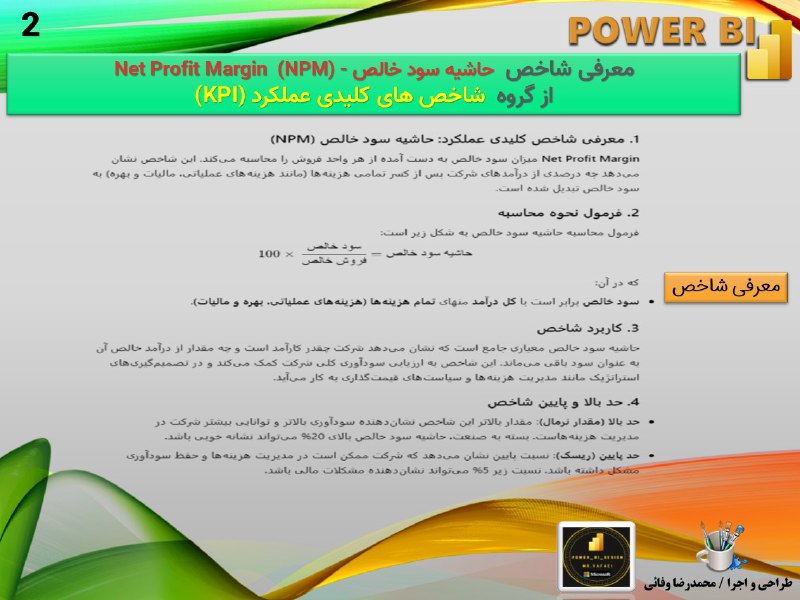 2
POWER BI
معرفی شاخص حاشیه سود خالص - Net Profit Margin (NPM)
از گروه شاخص های کلیدی عملکرد (KPI)
1. معرفی شاخص کلیدی عملکرد: حاشیه سود خالص (NPM)
Net Profit Margin میزان سود خالص به دست آمده از هر واحد فروش را محاسبه می‌کند. این شاخص نشان
می‌دهد چه درصدی از درآمدهای شرکت پس از کسر تمامی هزینه‌ها (مانند هزینه‌های عملیاتی، مالیات و بهره) به
سود خالص تبدیل شده است.
2. فرمول نحوه محاسبه
فرمول محاسبه حاشیه سود خالص به شکل زیر است:
حاشیه سود خالص = سود خالص / فروش خالص × 100
که در آن:
• سود خالص برابر است با کل درآمد منهای تمام هزینه‌ها (هزینه‌های عملیاتی، بهره و مالیات).
معرفی شاخص
3. کاربرد شاخص
حاشیه سود خالص معیاری جامع است که نشان می‌دهد شرکت چقدر کارآمد است و چه مقدار از درآمد خالص آن
به عنوان سود باقی می‌ماند. این شاخص به ارزیابی سودآوری کلی شرکت کمک می‌کند و در تصمیم‌گیری‌های
استراتژیک مانند مدیریت هزینه‌ها و سیاست‌های قیمت‌گذاری به کار می‌آید.
4. حد بالا و پایین شاخص
• حد بالا (مقدار نرمال): مقدار بالاتر این شاخص نشان‌دهنده سودآوری بالاتر و توانایی بیشتر شرکت در
مدیریت هزینه‌هاست. بسته به صنعت، حاشیه سود خالص بالای 20% می‌تواند نشانه خوبی باشد.
• حد پایین (ریسک): نسبت پایین نشان می‌دهد که شرکت ممکن است در مدیریت هزینه‌ها و حفظ سودآوری
مشکل داشته باشد. نسبت زیر 5% می‌تواند نشان‌دهنده مشکلات مالی باشد.
POWER_BI_DESIGN
MR.VAFAEI
Microsoft
طراحی و اجرا / محمدرضا وفائی